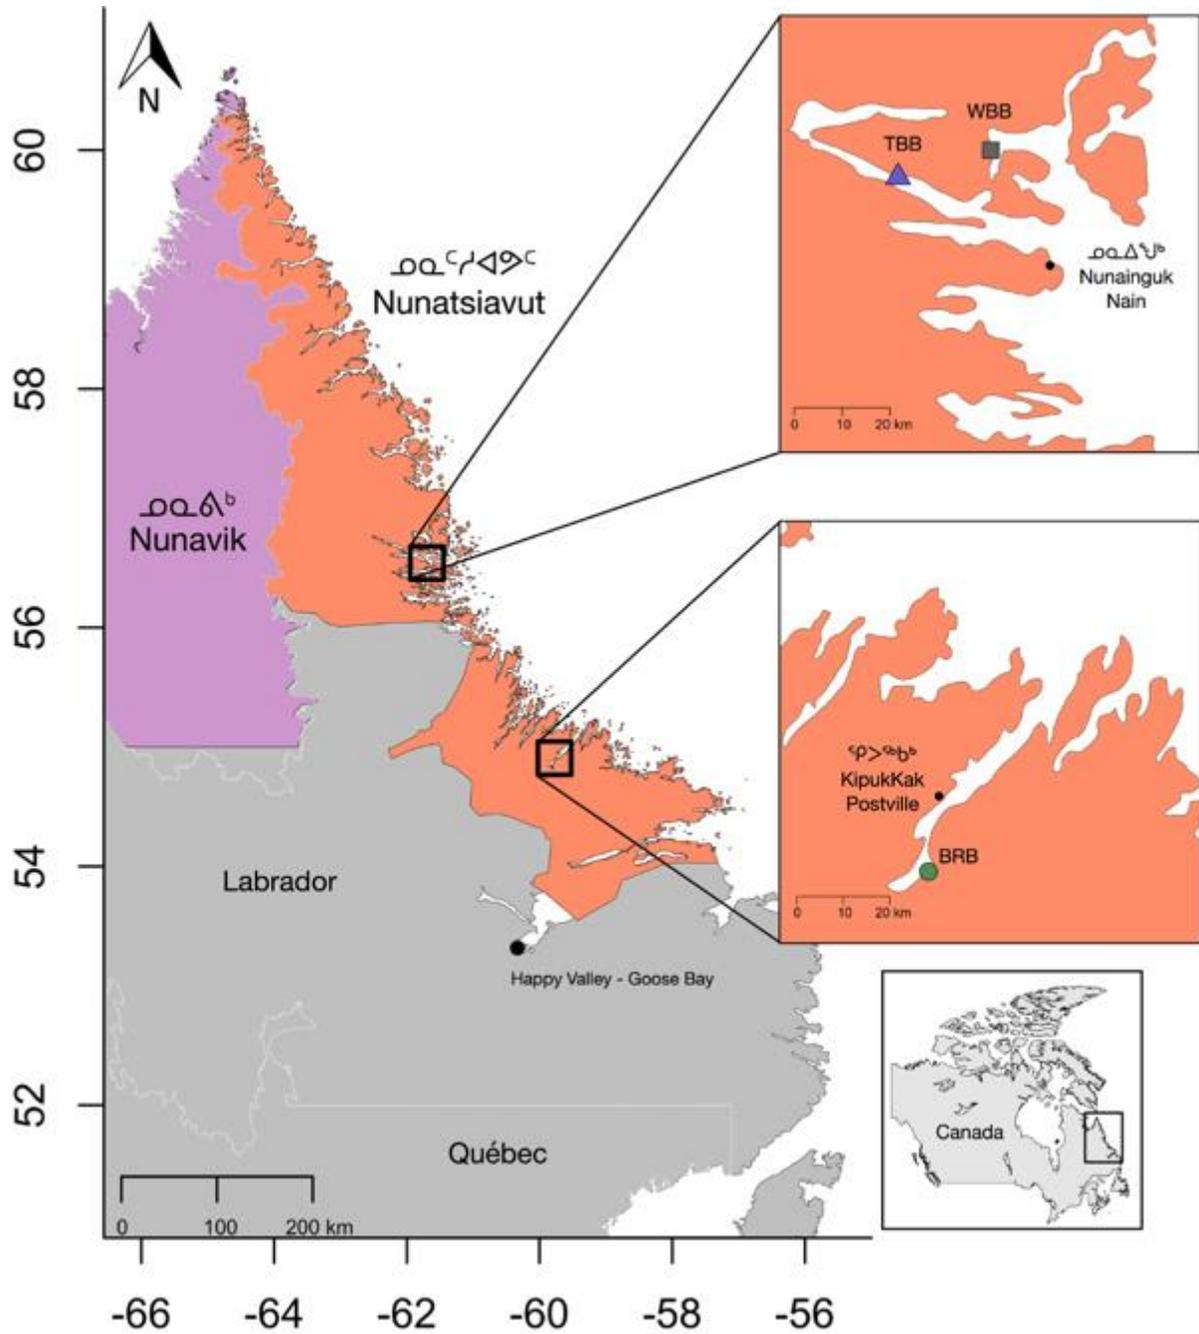 N
60
58
56
54
52
-66
-64
-62
-60
-58
-56
ᓄᓇᑦᓯᐊᕗᑦ
Nunatsiavut
ᓄᓇᕕᒃ
Nunavik
Labrador
Happy Valley - Goose Bay
Québec
0 100 200 km
WBB
TBB
ᓄᓇᐃᖑᒃ
Nunainguk
Nain
0 10 20 km
ᕿᐳᖅᑲᒃ
KipukKak
Postville
BRB
0 10 20 km
Canada